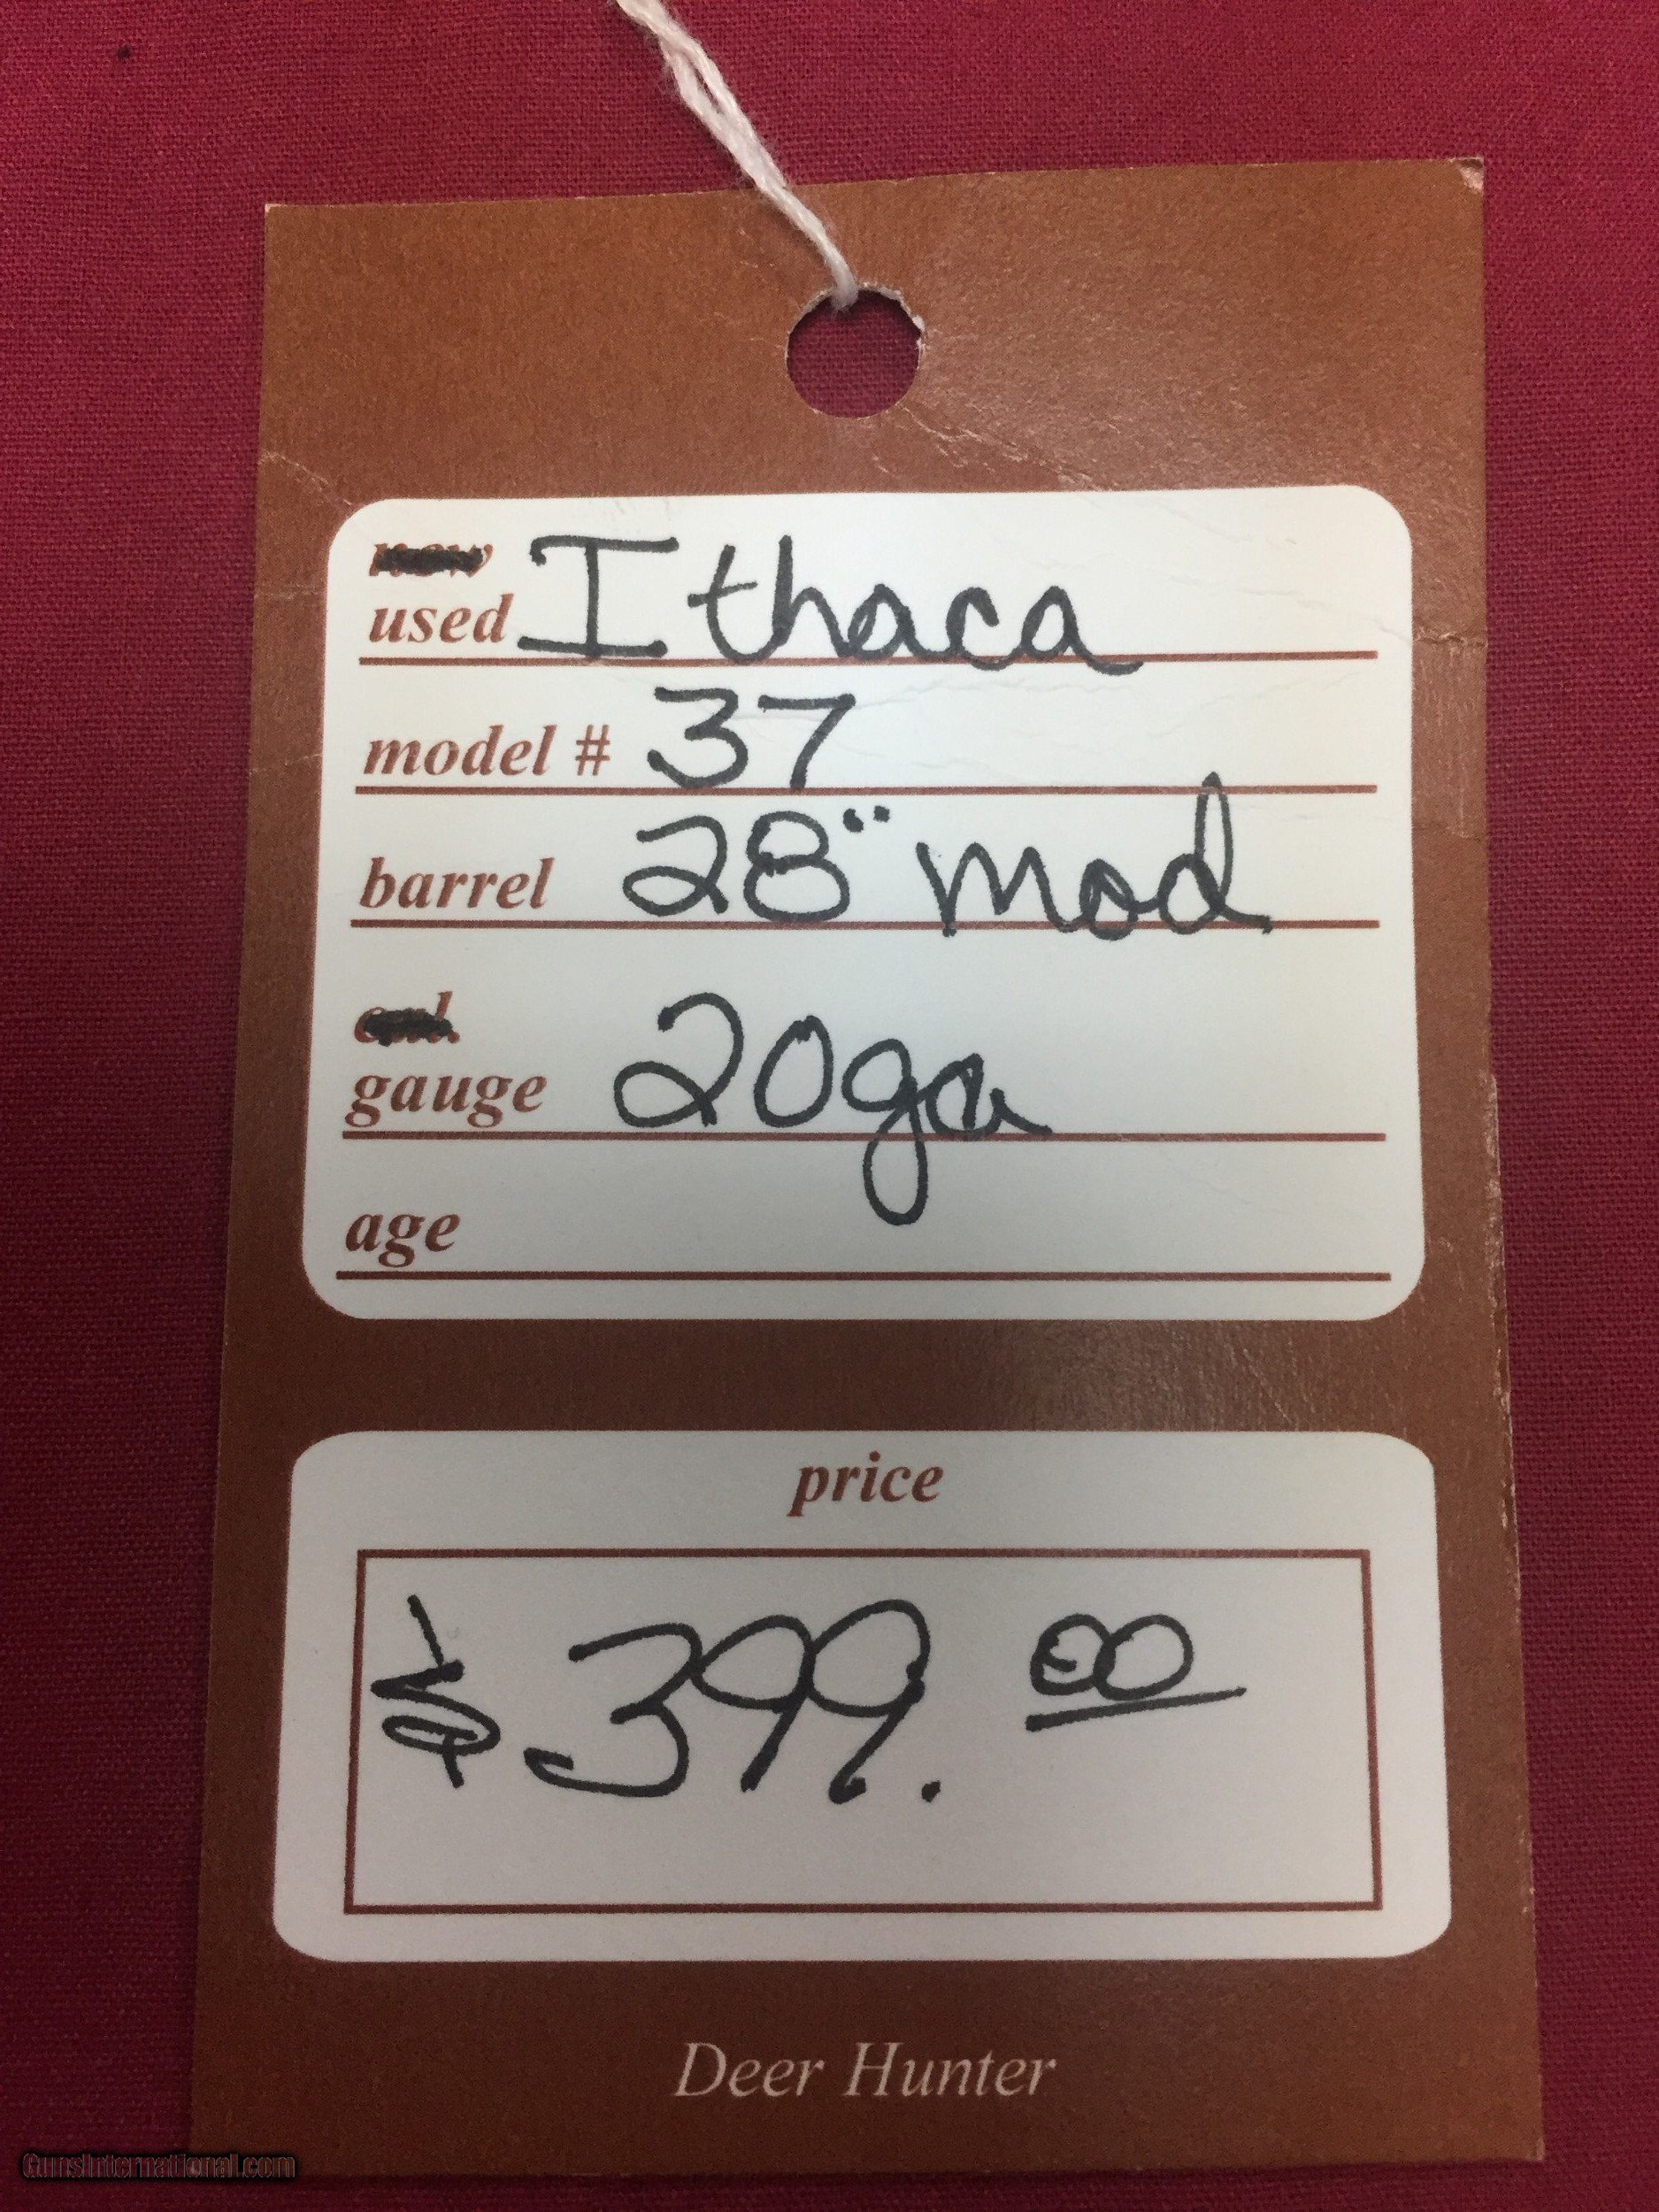 new
used Ithaca
model # 37
barrel 28" mod
cal.
gauge 20ga
age
price
$399.00
Deer Hunter
GunsInternational.com